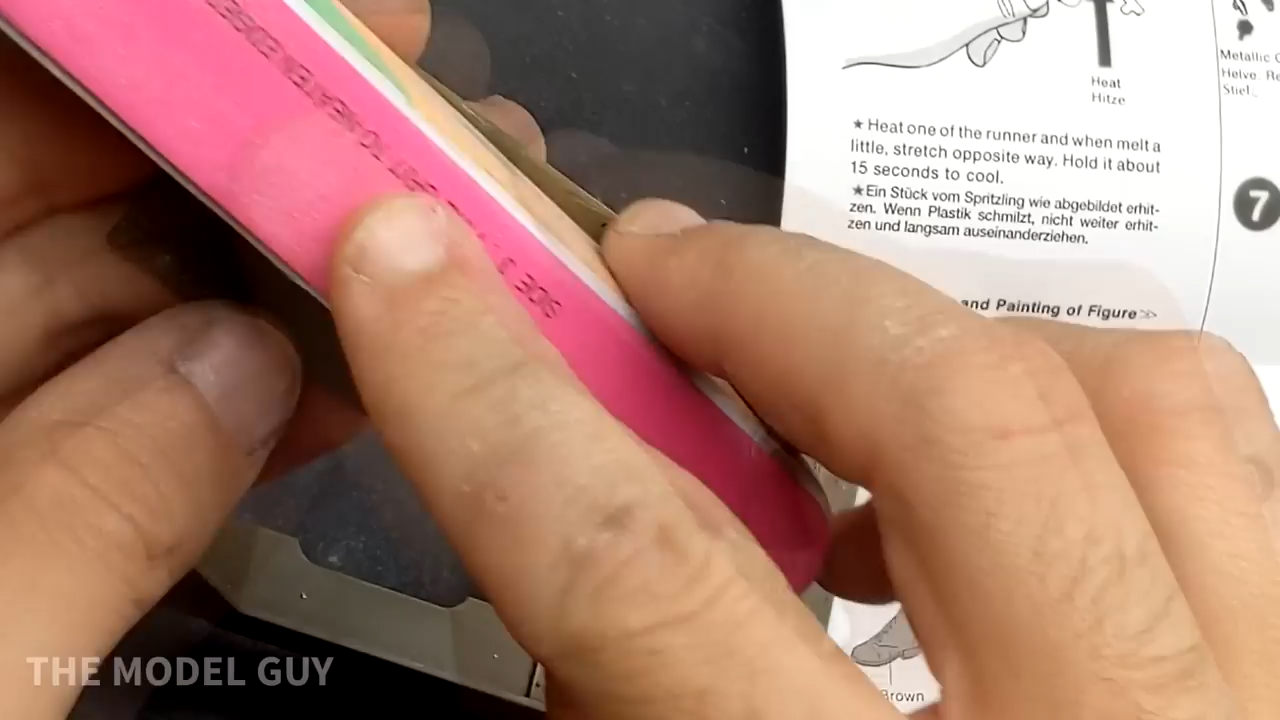 Heat
Hitze
★ Heat one of the runner and when melt a
little, stretch opposite way. Hold it about
15 seconds to cool.
★Ein Stück vom Spritzling wie abgebildet erhit-
zen. Wenn Plastik schmilzt, nicht weiter erhit-
zen und langsam auseinanderziehen.
and Painting of Figure≫
Metallic
Helve.
Stiel
7
SIDE 3
THE MODEL GUY